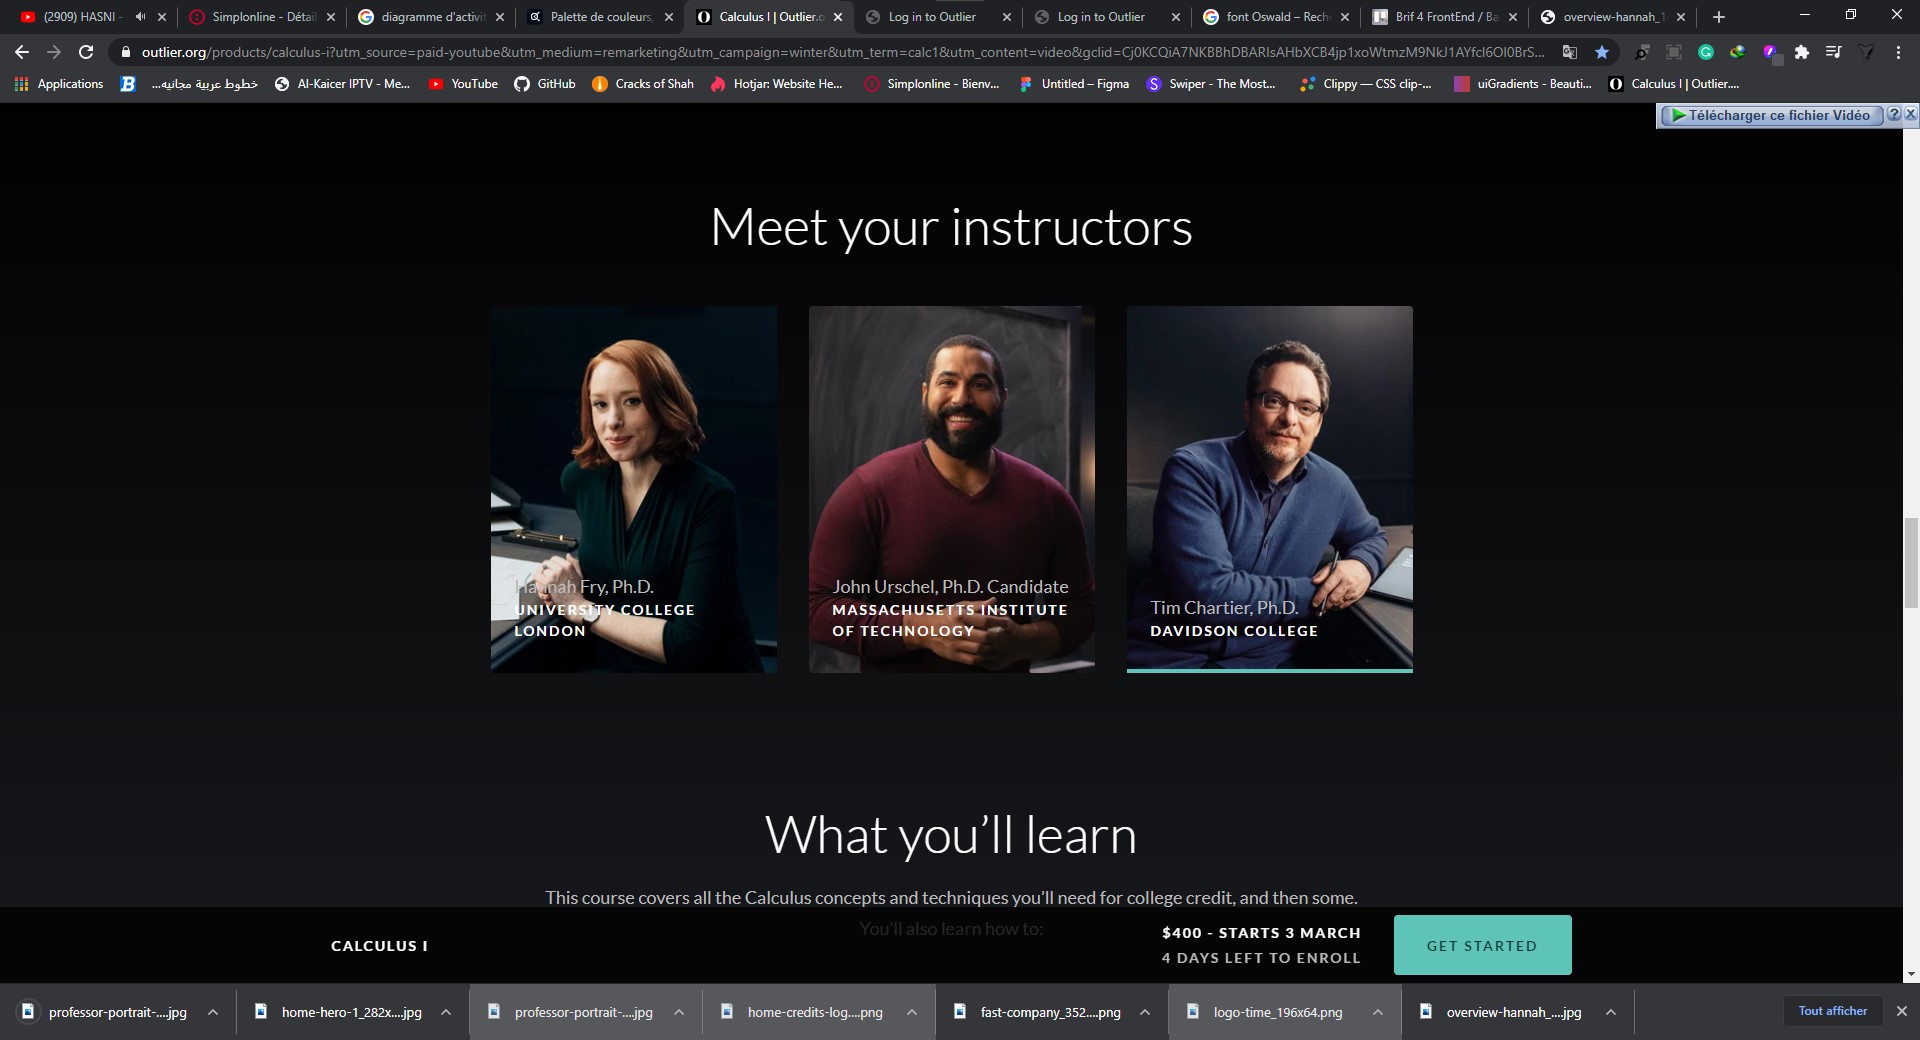 (2909) HASNI -
Simplonline - Détail
diagramme d'activit
Palette de couleurs,
Calculus I | Outlier.o
Log in to Outlier
Log in to Outlier
font Oswald – Rech
Brif 4 FrontEnd / Ba
overview-hannah_1
outlier.org/products/calculus-i?utm_source=paid-youtube&utm_medium=remarketing&utm_campaign=winter&utm_term=calc1&utm_content=video&gclid=Cj0KCQiA7NKBBhDBARIsAHbXCB4jp1xoWtmzM9NkJ1AYfcI6OI0BrS...
Applications
خطوط عربية مجانيه...
Al-Kaicer IPTV - Me...
YouTube
GitHub
Cracks of Shah
Hotjar: Website He...
Simplonline - Bienv...
Untitled – Figma
Swiper - The Most...
Clippy — CSS clip-...
uiGradients - Beauti...
Calculus I | Outlier....
Télécharger ce fichier Vidéo
Meet your instructors
Hannah Fry, Ph.D.
UNIVERSITY COLLEGE
LONDON
John Urschel, Ph.D. Candidate
MASSACHUSETTS INSTITUTE
OF TECHNOLOGY
Tim Chartier, Ph.D.
DAVIDSON COLLEGE
What you’ll learn
This course covers all the Calculus concepts and techniques you’ll need for college credit, and then some.
You’ll also learn how to:
CALCULUS I
$400 - STARTS 3 MARCH
4 DAYS LEFT TO ENROLL
GET STARTED
professor-portrait-....jpg
home-hero-1_282x....jpg
professor-portrait-....jpg
home-credits-log....png
fast-company_352....png
logo-time_196x64.png
overview-hannah_....jpg
Tout afficher